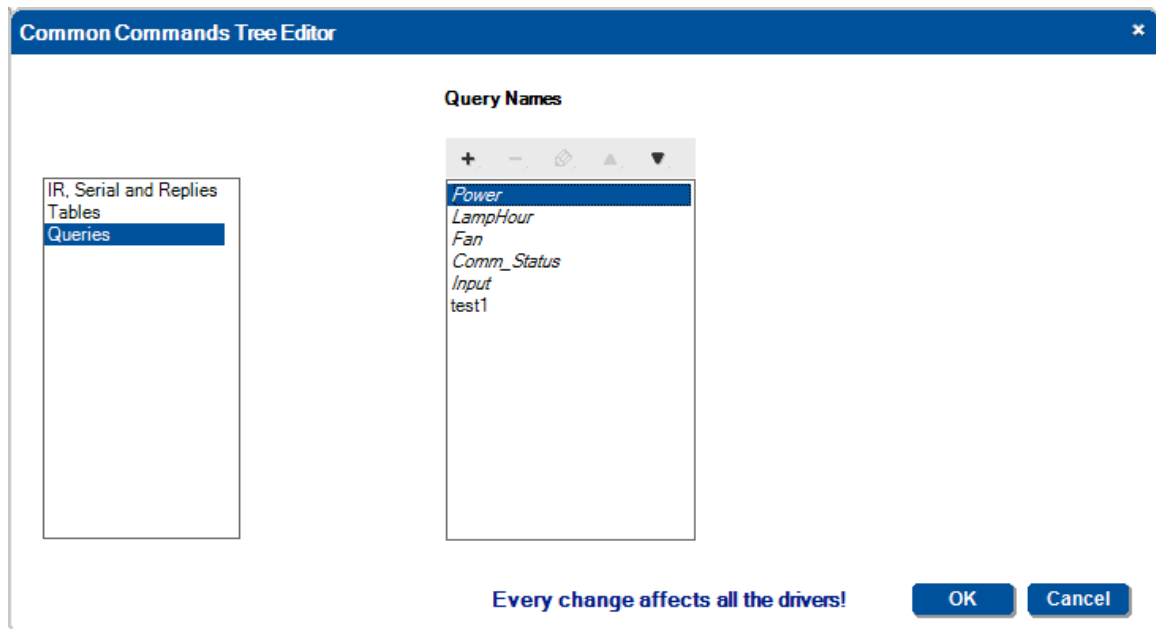 Common Commands Tree Editor
Query Names
IR, Serial and Replies
Tables
Queries
Power
LampHour
Fan
Comm_Status
Input
test1
Every change affects all the drivers!
OK
Cancel